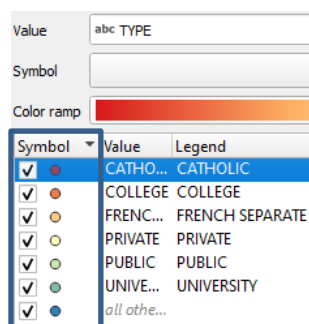 Value abc TYPE
Symbol
Color ramp
Symbol Value Legend
CATHO... CATHOLIC
COLLEGE COLLEGE
FRENC... FRENCH SEPARATE
PRIVATE PRIVATE
PUBLIC PUBLIC
UNIVE... UNIVERSITY
all othe...